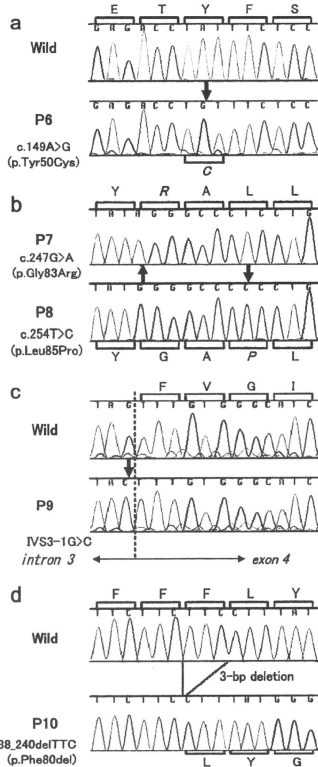 a
E T Y F S
G A G A C C T A T T T C T C C
Wild
P6
G A G A C C T G T T T C T C C
c.149A>G
(p.Tyr50Cys)
C
b
Y R A L L
T A T A G G G C C C T C C T G
P7
c.247G>A
(p.Gly83Arg)
T A T G G G G C C C C C C T G
P8
c.254T>C
(p.Leu85Pro)
Y G A P L
c
F V G I
T A G T T T G T G G G C A T C
Wild
T A C T T T G T G G G C A T C
P9
IVS3-1G>C
intron 3 exon 4
d
F F F L Y
T T C T T C T T C C T T T A T
Wild
3-bp deletion
T T C T T C C T T T A T G G G
P10
38_240delTTC
(p.Phe80del)
L Y G